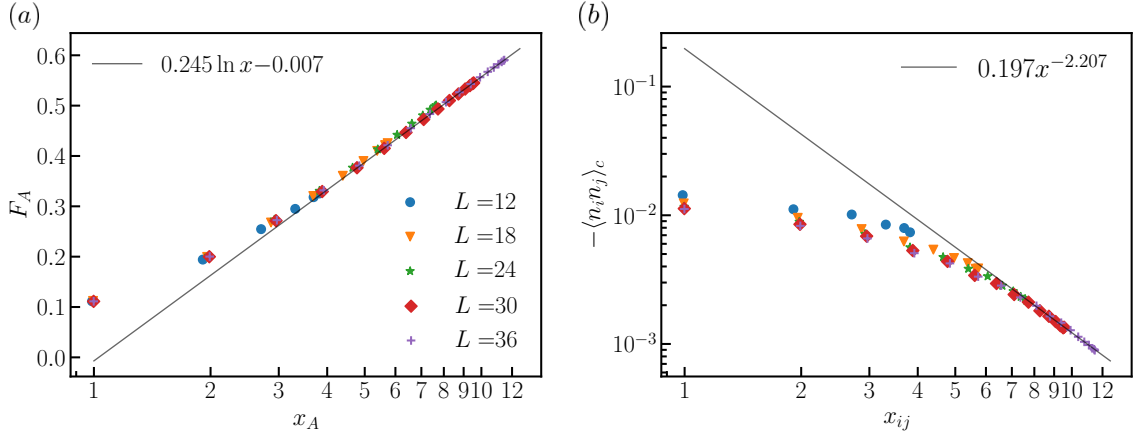 (a)
0.245 ln x−0.007
F_A
0.6
0.5
0.4
0.3
0.2
0.1
0.0
L =12
L =18
L =24
L =30
L =36
1 2 3 4 5 6 7 8 9 10 12
x_A
(b)
0.197x^{−2.207}
−⟨n_i n_j⟩_c
10^{−1}
10^{−2}
10^{−3}
1 2 3 4 5 6 7 8 9 10 12
x_{ij}